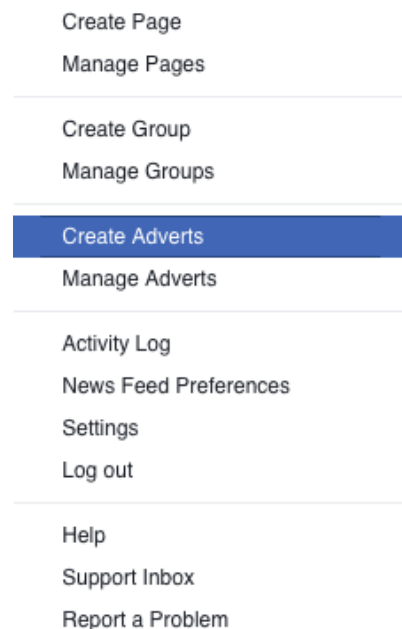 Create Page
Manage Pages
Create Group
Manage Groups
Create Adverts
Manage Adverts
Activity Log
News Feed Preferences
Settings
Log out
Help
Support Inbox
Report a Problem